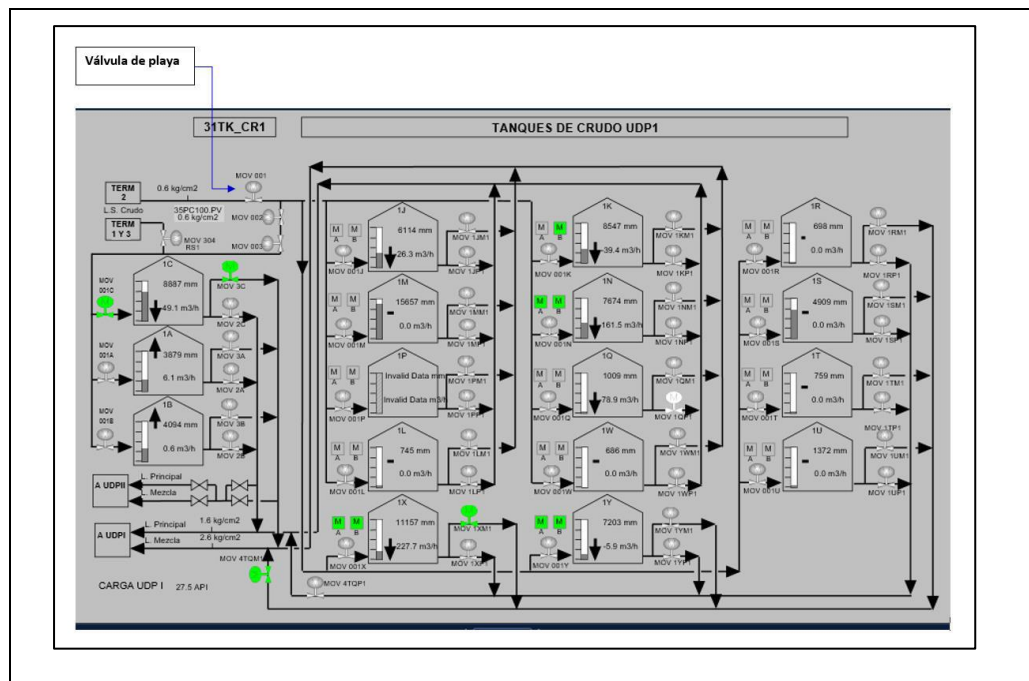 Válvula de playa
31TK_CR1
TANQUES DE CRUDO UDP1
MOV 001
TERM 2
0.6 kg/cm2
L.S. Crudo
35PC100.PV
0.6 kg/cm2
MOV 002
TERM 1 Y 3
MOV 304
RS1
MOV 003
MOV 001C
1C
8887 mm
49.1 m3/h
MOV 3C
MOV 2C
MOV 001A
1A
3879 mm
6.1 m3/h
MOV 3A
MOV 2A
MOV 001B
1B
4094 mm
0.6 m3/h
MOV 3B
MOV 2B
A UDPII
L. Principal
L. Mezcla
1.6 kg/cm2
A UDPI
L. Principal
2.6 kg/cm2
L. Mezcla
MOV 4TQM1
CARGA UDP I 27.5 API
MOV 4TQP1
1J
M M
A B
6114 mm
26.3 m3/h
MOV 001J
MOV 1JM1
MOV 1JP1
1M
M M
A B
15657 mm
0.0 m3/h
MOV 001M
MOV 1MM1
MOV 1MP1
1P
M M
A B
Invalid Data mm
Invalid Data m3/h
MOV 001P
MOV 1PM1
MOV 1PP1
1L
M M
A B
745 mm
0.0 m3/h
MOV 001L
MOV 1LM1
MOV 1LP1
1X
M M
A B
11157 mm
-227.7 m3/h
MOV 001X
MOV 1XM1
MOV 1XP1
1K
M M
A B
8547 mm
-39.4 m3/h
MOV 001K
MOV 1KM1
MOV 1KP1
1N
M M
A B
7674 mm
161.5 m3/h
MOV 001N
MOV 1NM1
MOV 1NP1
1Q
M M
A B
1009 mm
78.9 m3/h
MOV 001Q
MOV 1QM1
MOV 1QP1
1W
M M
A B
686 mm
0.0 m3/h
MOV 001W
MOV 1WM1
MOV 1WP1
1Y
M M
A B
7203 mm
-5.9 m3/h
MOV 001Y
MOV 1YM1
MOV 1YP1
1R
M M
A B
698 mm
0.0 m3/h
MOV 001R
MOV 1RM1
MOV 1RP1
1S
M M
A B
4909 mm
0.0 m3/h
MOV 001S
MOV 1SM1
MOV 1SP1
1T
M M
A B
759 mm
0.0 m3/h
MOV 001T
MOV 1TM1
MOV 1TP1
1U
M M
A B
1372 mm
0.0 m3/h
MOV 001U
MOV 1UM1
MOV 1UP1